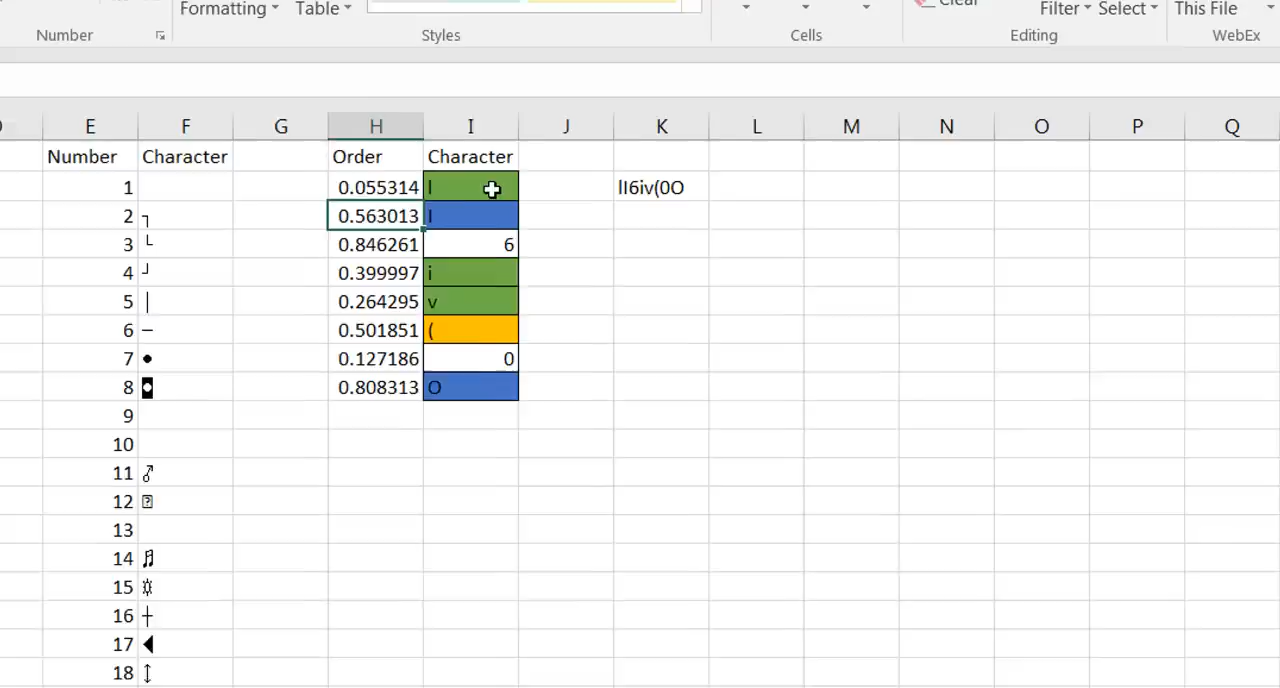 Clear
Formatting Table Filter Select This File
Number Styles Cells Editing WebEx
E F G H I J K L M N O P Q
Number Character Order Character
1 0.055314 l lI6iv(0O
2 ┐ 0.563013 I
3 └ 0.846261 6
4 ┘ 0.399997 i
5 │ 0.264295 v
6 ─ 0.501851 (
7 • 0.127186 0
8 ◘ 0.808313 O
9
10
11 ♂
12
13
14 ♫
15 ☼
16 ┼
17 ◄
18 ↕